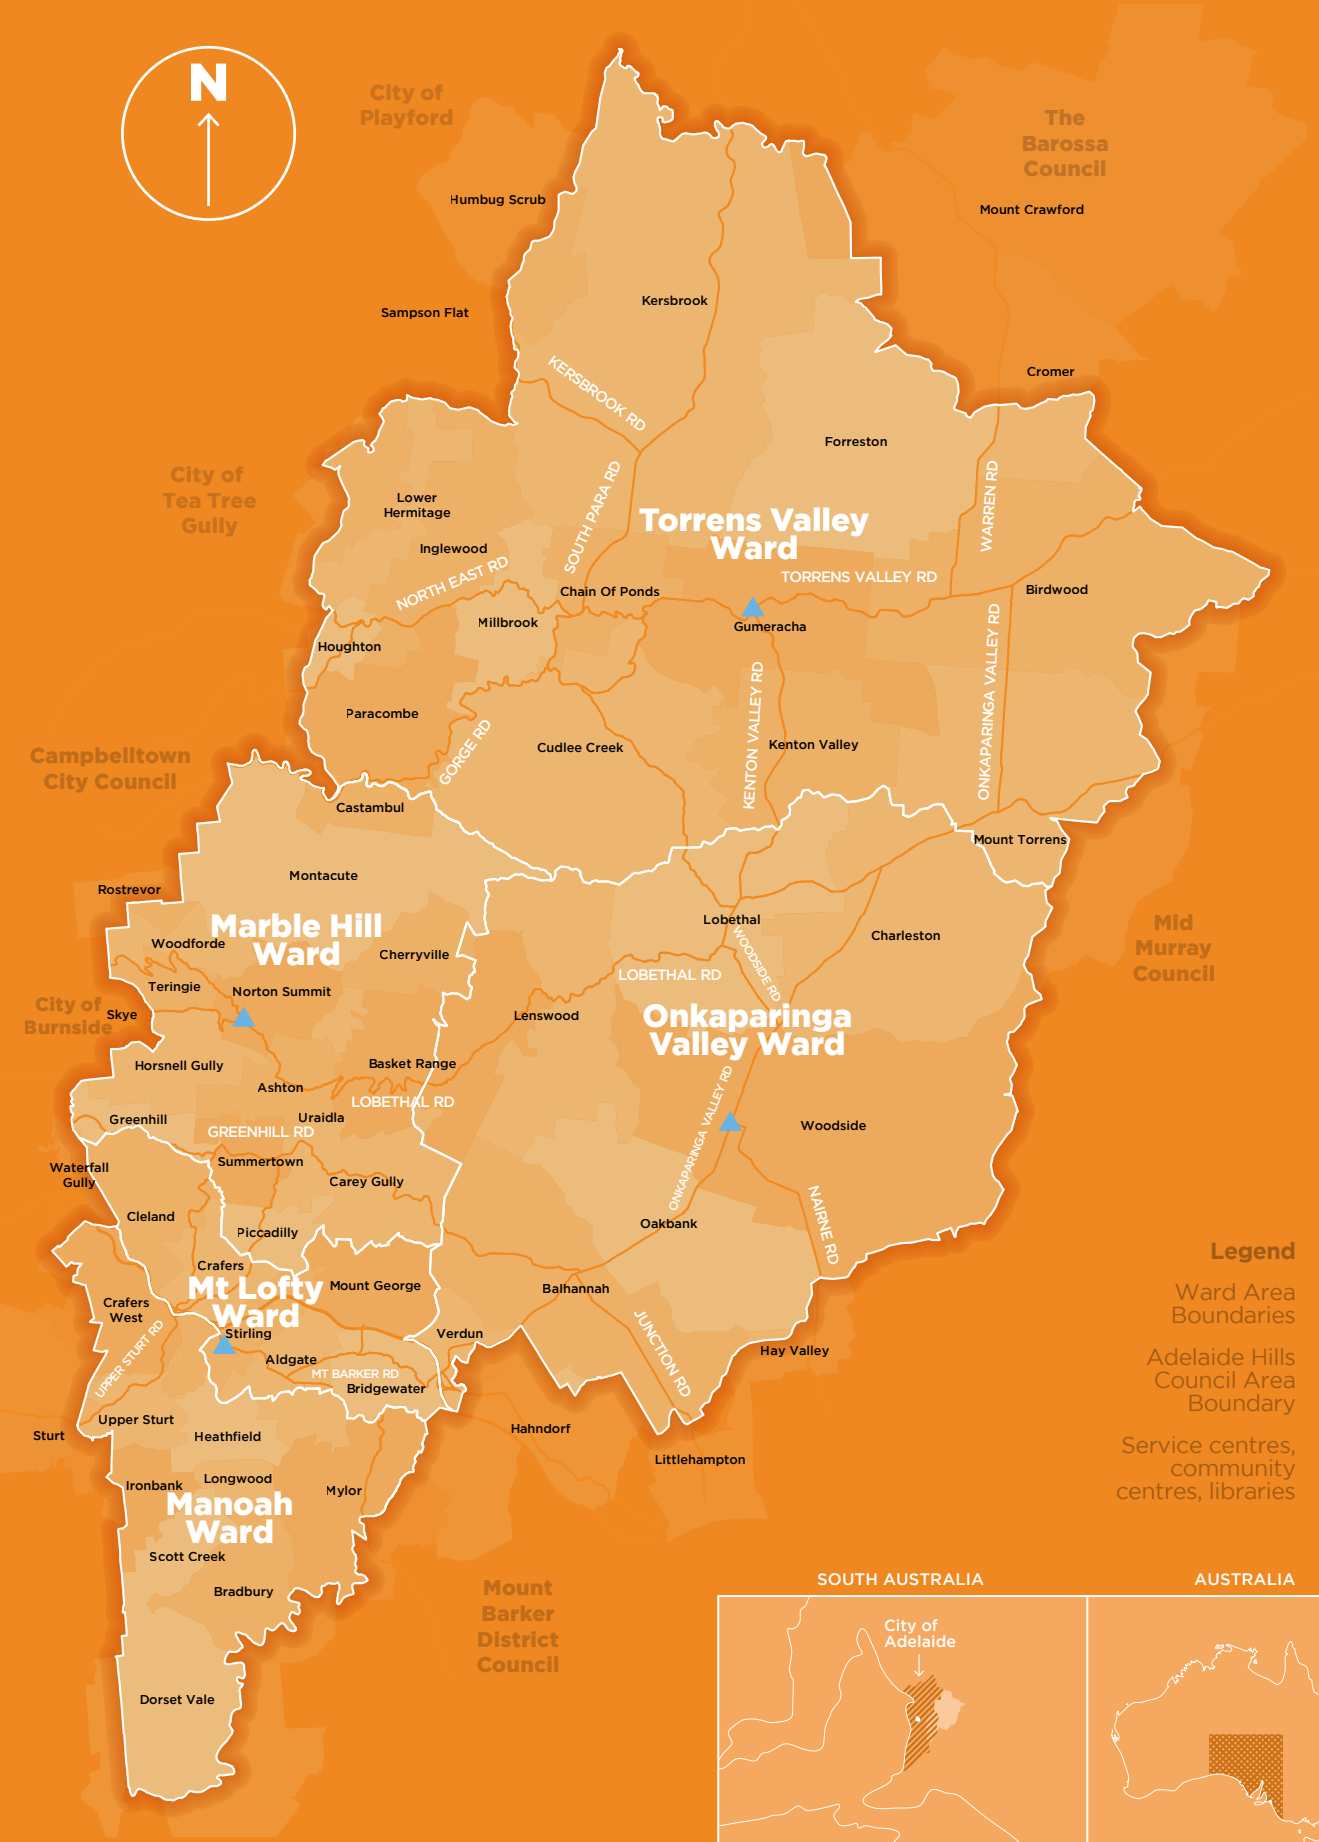 N
City of
Playford
The
Barossa
Council
Humbug Scrub
Mount Crawford
Kersbrook
Sampson Flat
Cromer
KERSBROOK RD
Forreston
City of
Tea Tree
Gully
Lower
Hermitage
SOUTH PARA RD
WARREN RD
Torrens Valley
Ward
Inglewood
NORTH EAST RD
TORRENS VALLEY RD
Chain Of Ponds
Birdwood
Millbrook
Gumeracha
Houghton
ONKAPARINGA VALLEY RD
KENTON VALLEY RD
Paracombe
GORGE RD
Cudlee Creek
Kenton Valley
Campbelltown
City Council
Castambul
Mount Torrens
Montacute
Rostrevor
Marble Hill
Ward
Lobethal
Woodforde
Charleston
Cherryville
WOODSIDE RD
Mid
Murray
Council
LOBETHAL RD
Teringie
Norton Summit
City of
Burnside
Skye
Lenswood
Onkaparinga
Valley Ward
Horsnell Gully
Basket Range
Ashton
LOBETHAL RD
Greenhill
Uraidla
GREENHILL RD
ONKAPARINGA VALLEY RD
Woodside
Waterfall
Gully
Summertown
Carey Gully
NAIRNE RD
Cleland
Piccadilly
Oakbank
Crafers
Mt Lofty
Ward
Mount George
Balhannah
Crafers
West
Stirling
Verdun
JUNCTION RD
Hay Valley
UPPER STURT RD
Aldgate
MT BARKER RD
Bridgewater
Upper Sturt
Sturt
Heathfield
Hahndorf
Littlehampton
Longwood
Ironbank
Mylor
Manoah
Ward
Scott Creek
Bradbury
Dorset Vale
Mount
Barker
District
Council
Legend
Ward Area
Boundaries
Adelaide Hills
Council Area
Boundary
Service centres,
community
centres, libraries
SOUTH AUSTRALIA
AUSTRALIA
City of
Adelaide